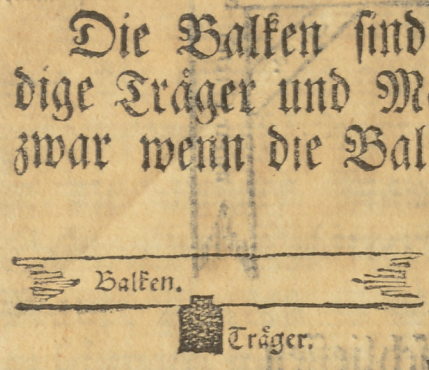 Die Balken sind
dige Träger und M
zwar wenn die Bal
Balken.
Träger.